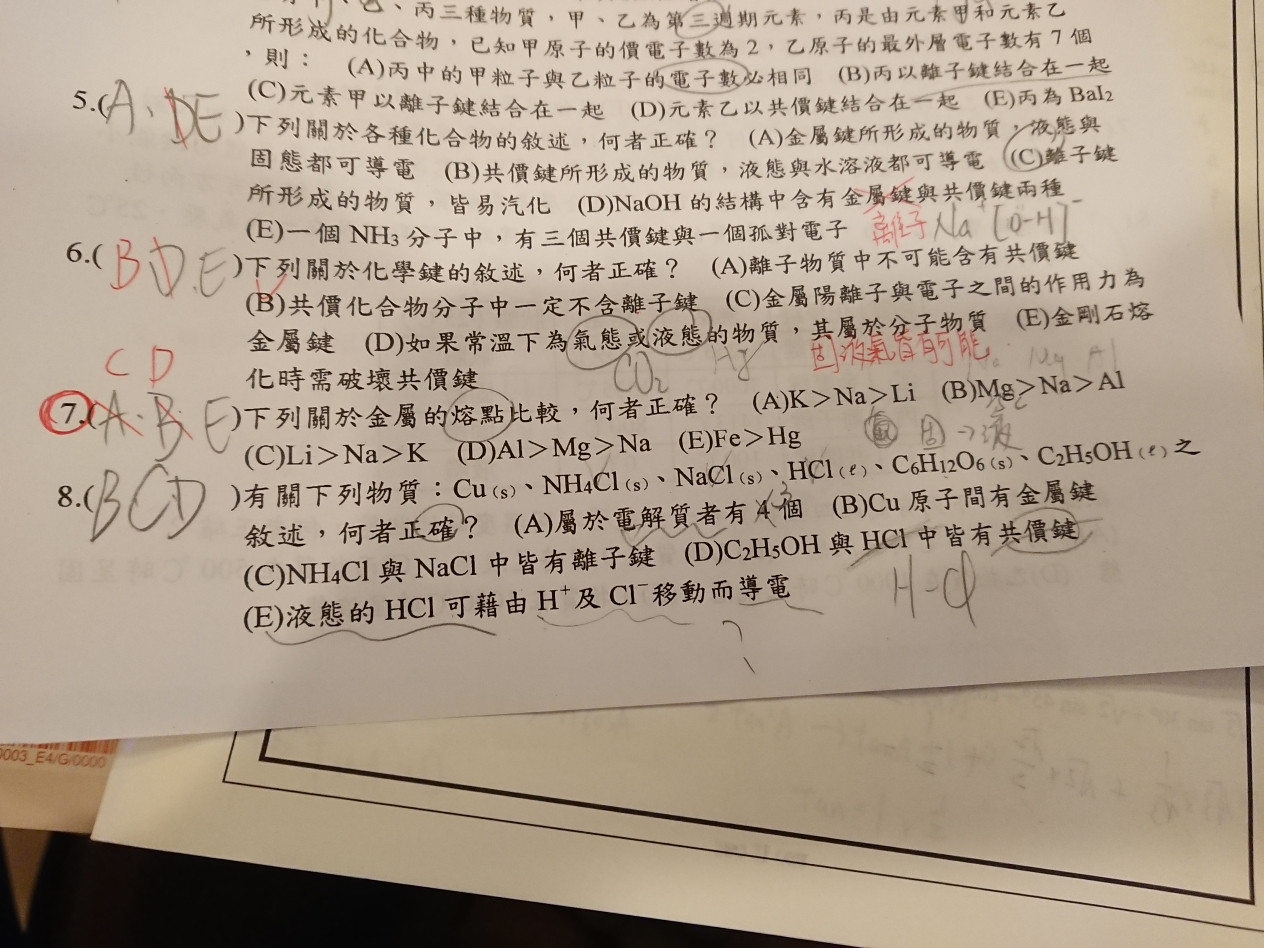 、丙三種物質，甲、乙為第三週期元素，丙是由元素甲和元素乙
所形成的化合物，已知甲原子的價電子數為2，乙原子的最外層電子數有7個
，則： (A)丙中的甲粒子與乙粒子的電子數必相同 (B)丙以離子鍵結合在一起
(C)元素甲以離子鍵結合在一起 (D)元素乙以共價鍵結合在一起 (E)丙為BaI₂
5.(A、DE)下列關於各種化合物的敘述，何者正確？ (A)金屬鍵所形成的物質，液態與
固態都可導電 (B)共價鍵所形成的物質，液態與水溶液都可導電 (C)離子鍵
所形成的物質，皆易汽化 (D)NaOH的結構中含有金屬鍵與共價鍵兩種
(E)一個NH₃分子中，有三個共價鍵與一個孤對電子 離子 Na⁺[O-H]⁻
6.(BD.E)下列關於化學鍵的敘述，何者正確？ (A)離子物質中不可能含有共價鍵
(B)共價化合物分子中一定不含離子鍵 (C)金屬陽離子與電子之間的作用力為
金屬鍵 (D)如果常溫下為氣態或液態的物質，其屬於分子物質 (E)金剛石熔
化時需破壞共價鍵 CO₂ Hg 固液氣皆有可能 Mg Al
CD
7.(A.B.E)下列關於金屬的熔點比較，何者正確？ (A)K＞Na＞Li (B)Mg＞Na＞Al
(C)Li＞Na＞K (D)Al＞Mg＞Na (E)Fe＞Hg 固→液
8.(BCD)有關下列物質：Cu(s)、NH₄Cl(s)、NaCl(s)、HCl(ℓ)、C₆H₁₂O₆(s)、C₂H₅OH(ℓ)之
敘述，何者正確？ (A)屬於電解質者有4個 3 (B)Cu原子間有金屬鍵
(C)NH₄Cl與NaCl中皆有離子鍵 (D)C₂H₅OH與HCl中皆有共價鍵
(E)液態的HCl可藉由H⁺及Cl⁻移動而導電 H-Cl
?
0003_E4/G/0000